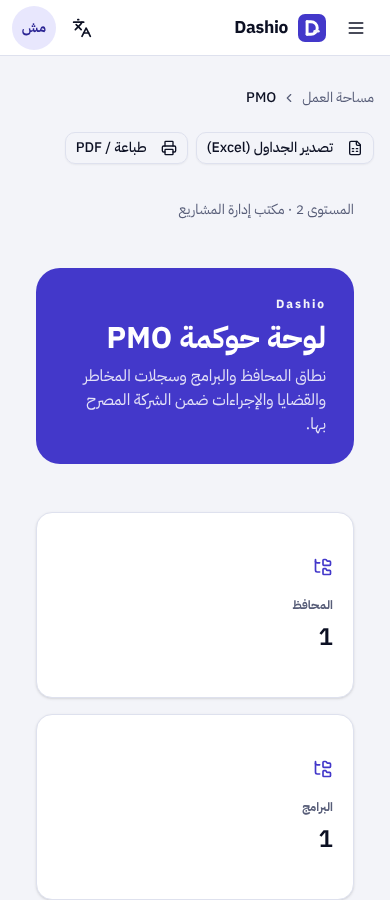 Dashio
مش
مساحة العمل > PMO
تصدير الجداول (Excel)
طباعة / PDF
المستوى 2 · مكتب إدارة المشاريع
Dashio
لوحة حوكمة PMO
نطاق المحافظ والبرامج وسجلات المخاطر
والقضايا والإجراءات ضمن الشركة المصرح
بها.
المحافظ
1
البرامج
1